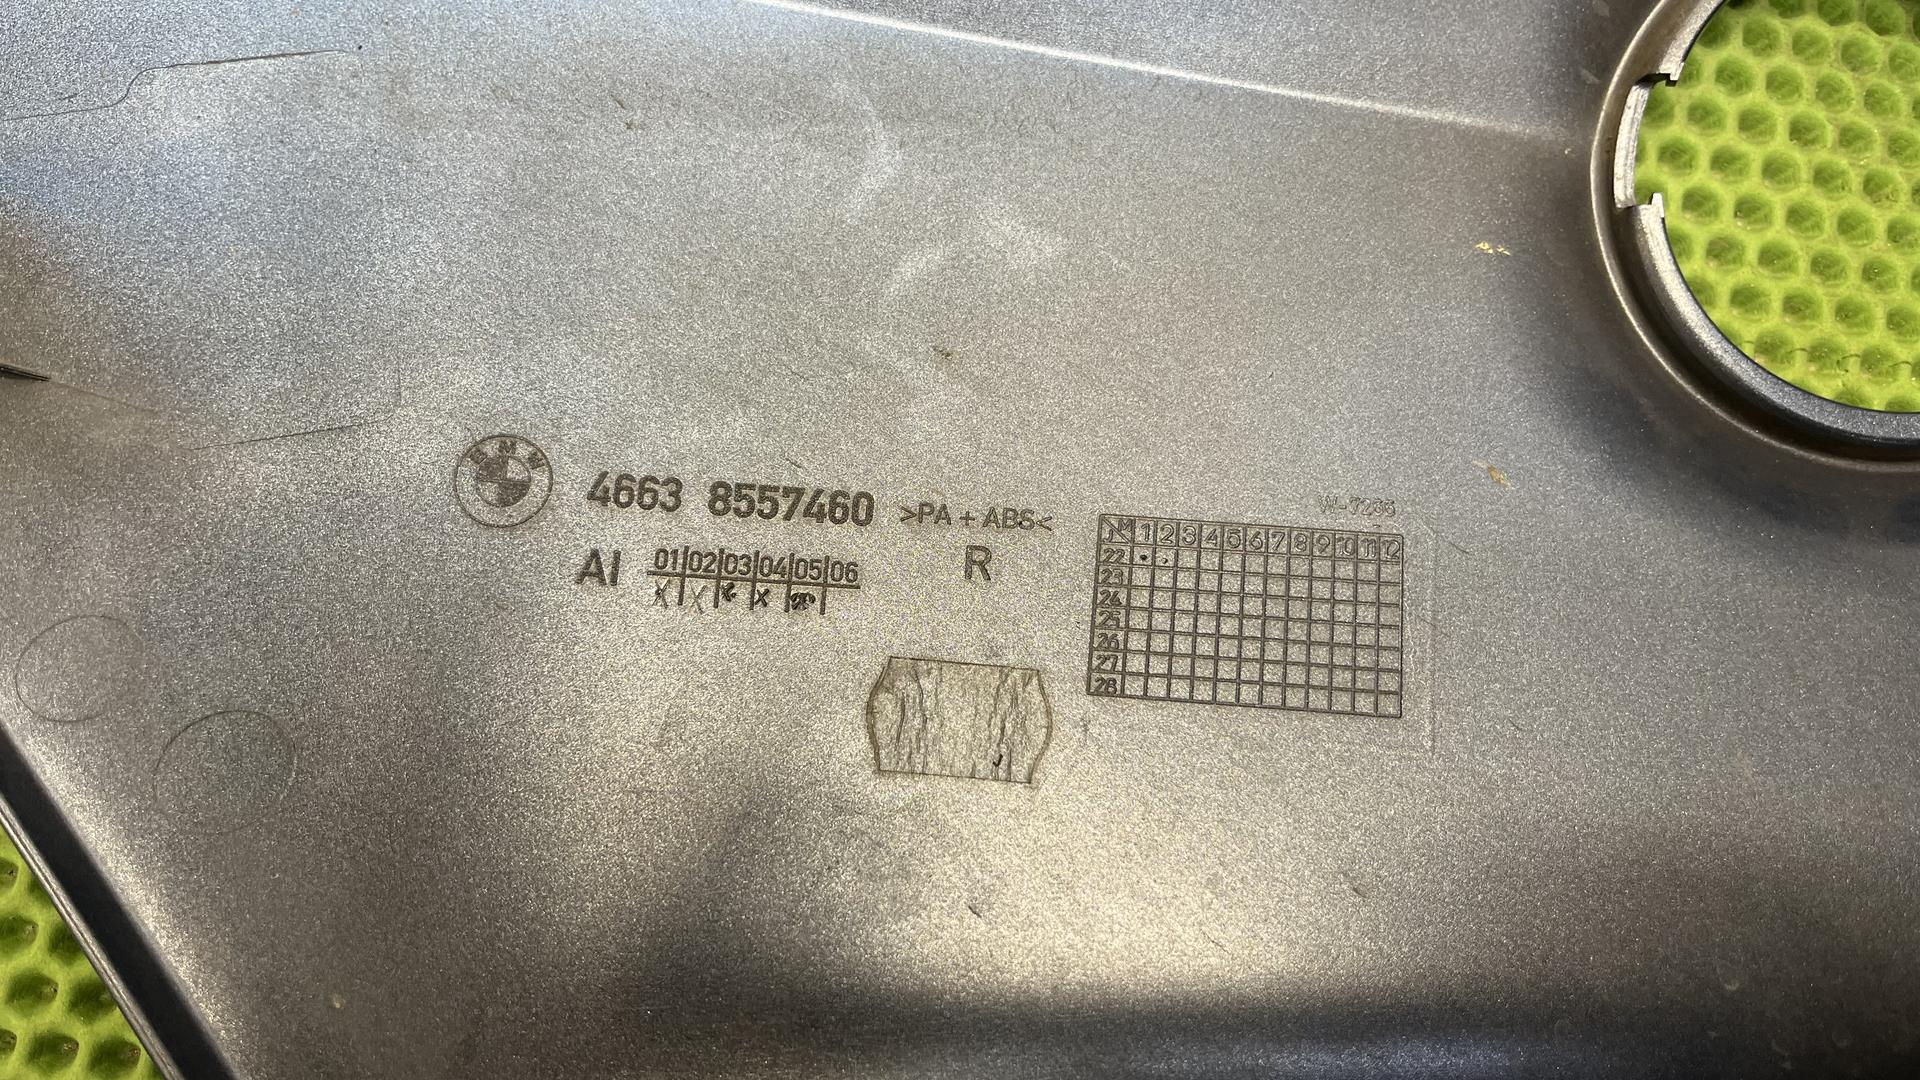 BMW
4663 8557460 >PA + ABS<
AI 01 02 03 04 05 06
X X X
R
J M 1 2 3 4 5 6 7 8 9 10 11 12
22
23
24
25
26
27
28